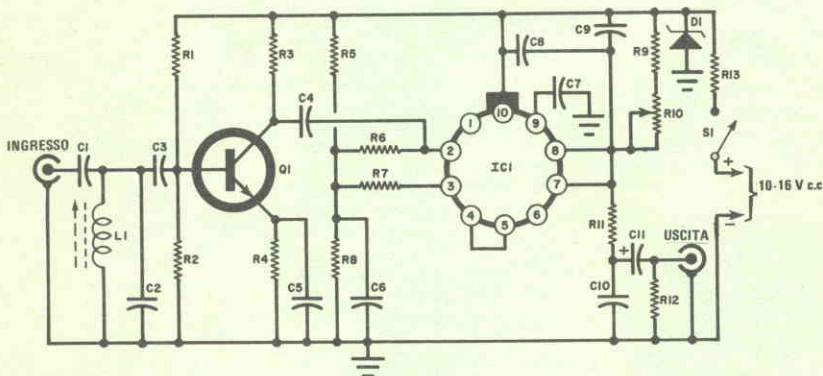 INGRESSO
C1
L1
C2
C3
R1
R2
R3
Q1
R4
C5
C4
R5
R6
R7
R8
C6
1
2
3
4
5
6
7
8
9
10
IC1
C7
C8
C9
R9
R10
R11
C10
C11
+
R12
USCITA
D1
R13
S1
+
10-16 V c.c
−